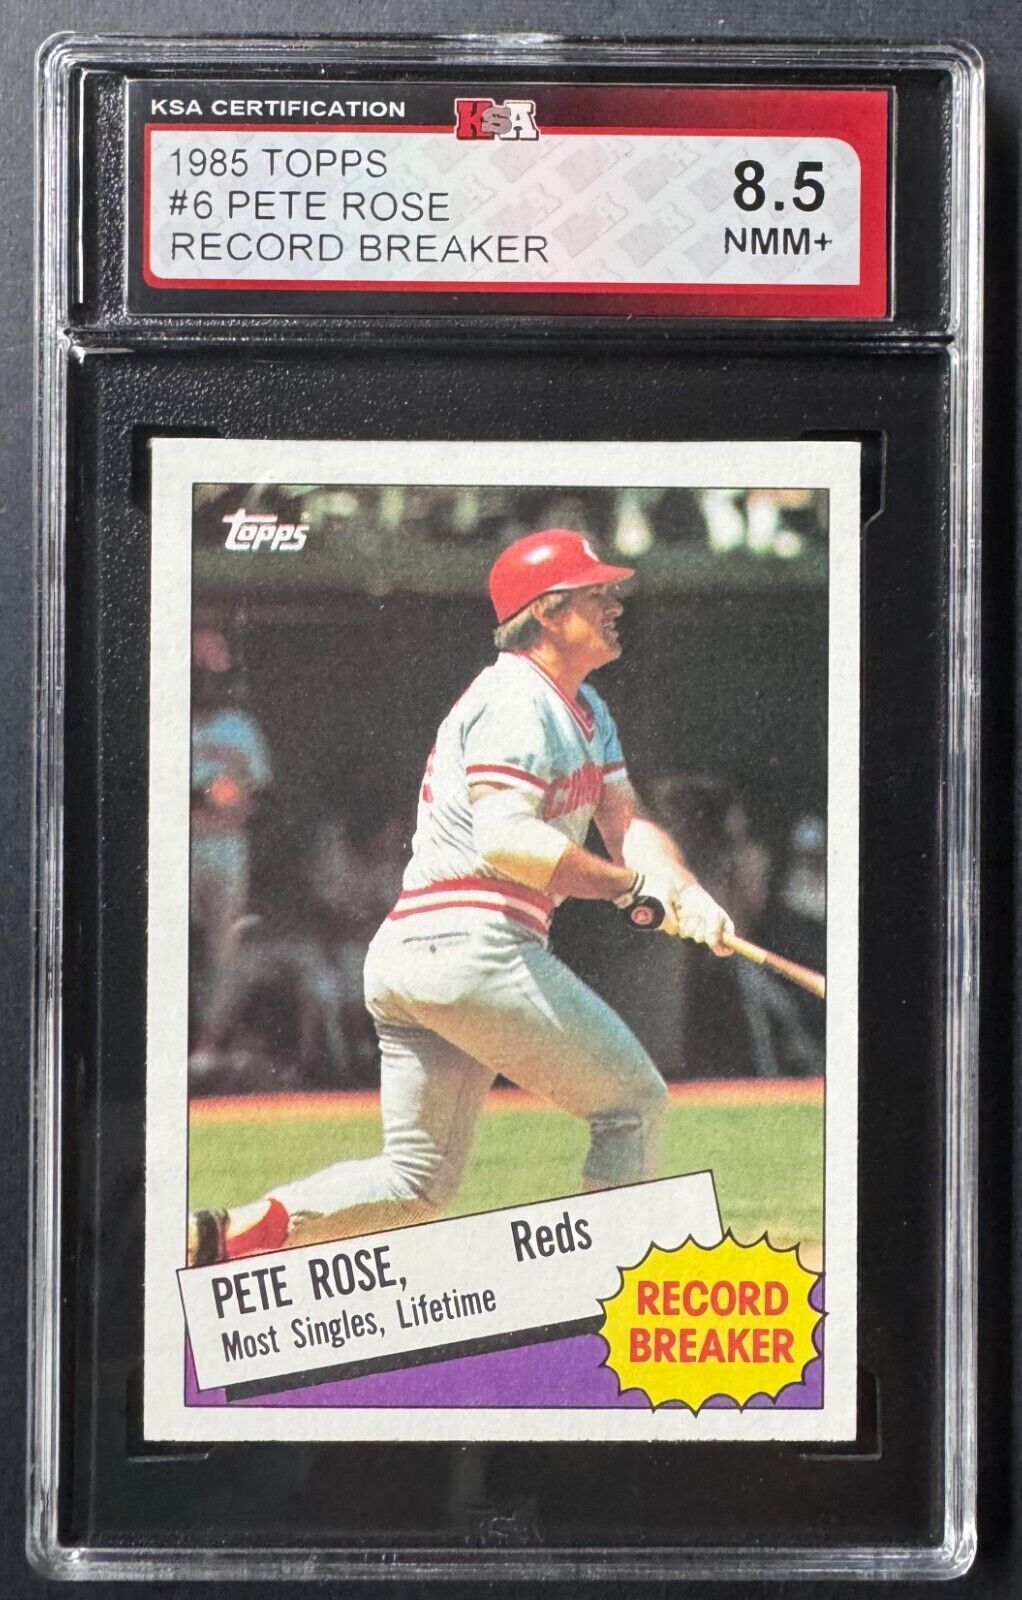 KSA CERTIFICATION
KSA
1985 TOPPS
#6 PETE ROSE
RECORD BREAKER
8.5
NMM+
topps
PETE ROSE,
Reds
Most Singles, Lifetime
RECORD
BREAKER